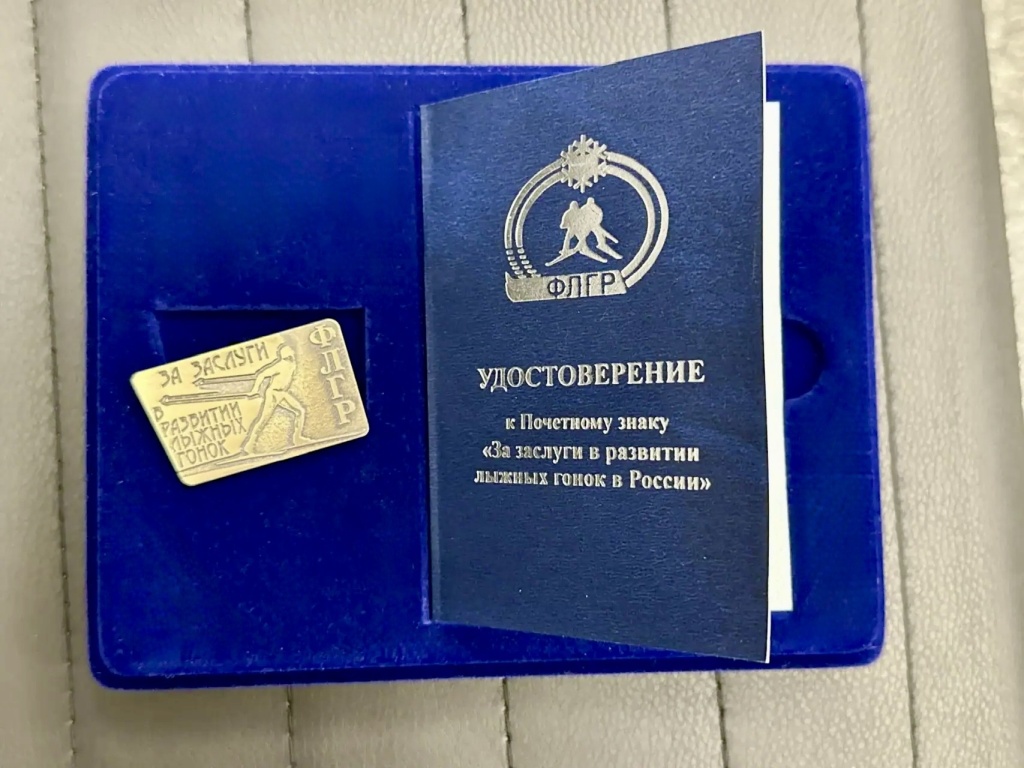 ЗА ЗАСЛУГИ
В
РАЗВИТИИ
ЛЫЖНЫХ
ГОНОК
ФЛГР
ФЛГР
УДОСТОВЕРЕНИЕ
к Почетному знаку
«За заслуги в развитии
лыжных гонок в России»